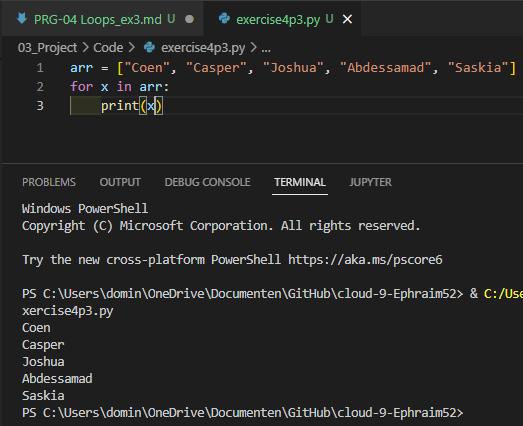 PRG-04 Loops_ex3.md U
exercise4p3.py U
03_Project > Code > exercise4p3.py > ...
1 arr = ["Coen", "Casper", "Joshua", "Abdessamad", "Saskia"]
2 for x in arr:
3 print(x)
PROBLEMS OUTPUT DEBUG CONSOLE TERMINAL JUPYTER
Windows PowerShell
Copyright (C) Microsoft Corporation. All rights reserved.
Try the new cross-platform PowerShell https://aka.ms/pscore6
PS C:\Users\domin\OneDrive\Documenten\GitHub\cloud-9-Ephraim52> & C:/Use
xercise4p3.py
Coen
Casper
Joshua
Abdessamad
Saskia
PS C:\Users\domin\OneDrive\Documenten\GitHub\cloud-9-Ephraim52>